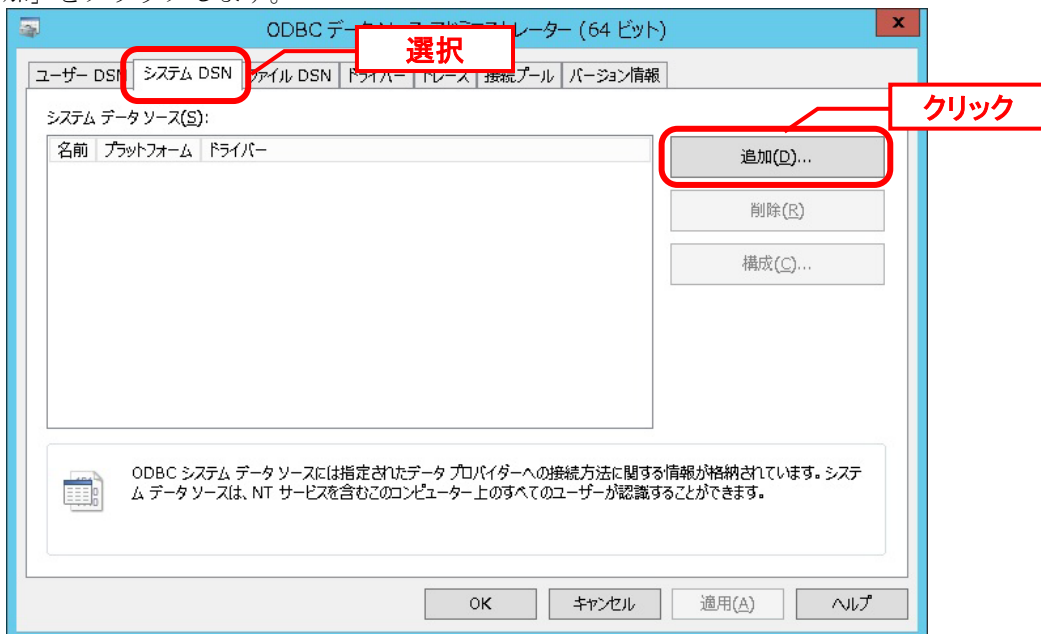 加」をクリックします。
ODBC データ ソース アドミニストレーター (64 ビット)
選択
ユーザー DSN システム DSN ファイル DSN ドライバー トレース 接続プール バージョン情報
クリック
システム データ ソース(S):
名前 プラットフォーム ドライバー
追加(D)...
削除(R)
構成(C)...
ODBC システム データ ソースには指定されたデータ プロバイダーへの接続方法に関する情報が格納されています。システ
ム データ ソースは、NT サービスを含むこのコンピューター上のすべてのユーザーが認識することができます。
OK キャンセル 適用(A) ヘルプ